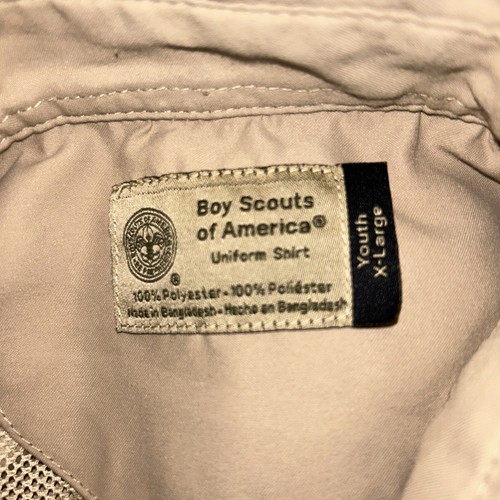 Boy Scouts
of America®
Uniform Shirt
®
100% Polyester - 100% Poliéster
Made in Bangladesh - Hecho en Bangladesh
Youth
X-Large